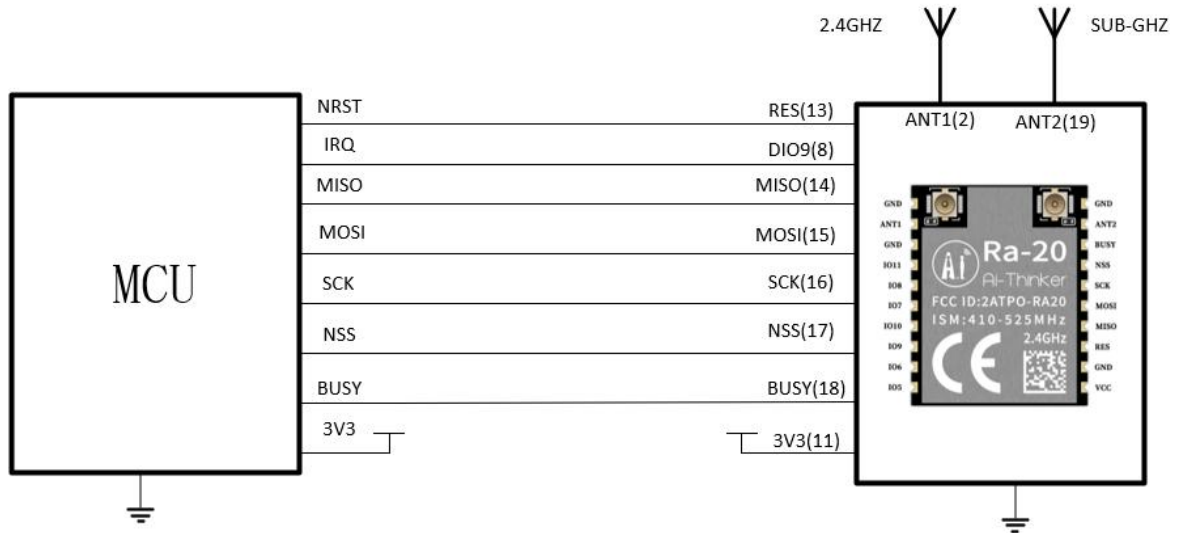 2.4GHZ
SUB-GHZ
MCU
NRST
IRQ
MISO
MOSI
SCK
NSS
BUSY
3V3
RES(13)
DIO9(8)
MISO(14)
MOSI(15)
SCK(16)
NSS(17)
BUSY(18)
3V3(11)
ANT1(2)
ANT2(19)
GND
ANT1
GND
IO11
IO8
IO7
IO10
IO9
IO6
IO5
Ai
Ra-20
Ai-Thinker
FCC ID:2ATPO-RA20
ISM:410-525MHz
2.4GHz
CE
GND
ANT2
BUSY
NSS
SCK
MOSI
MISO
RES
GND
VCC